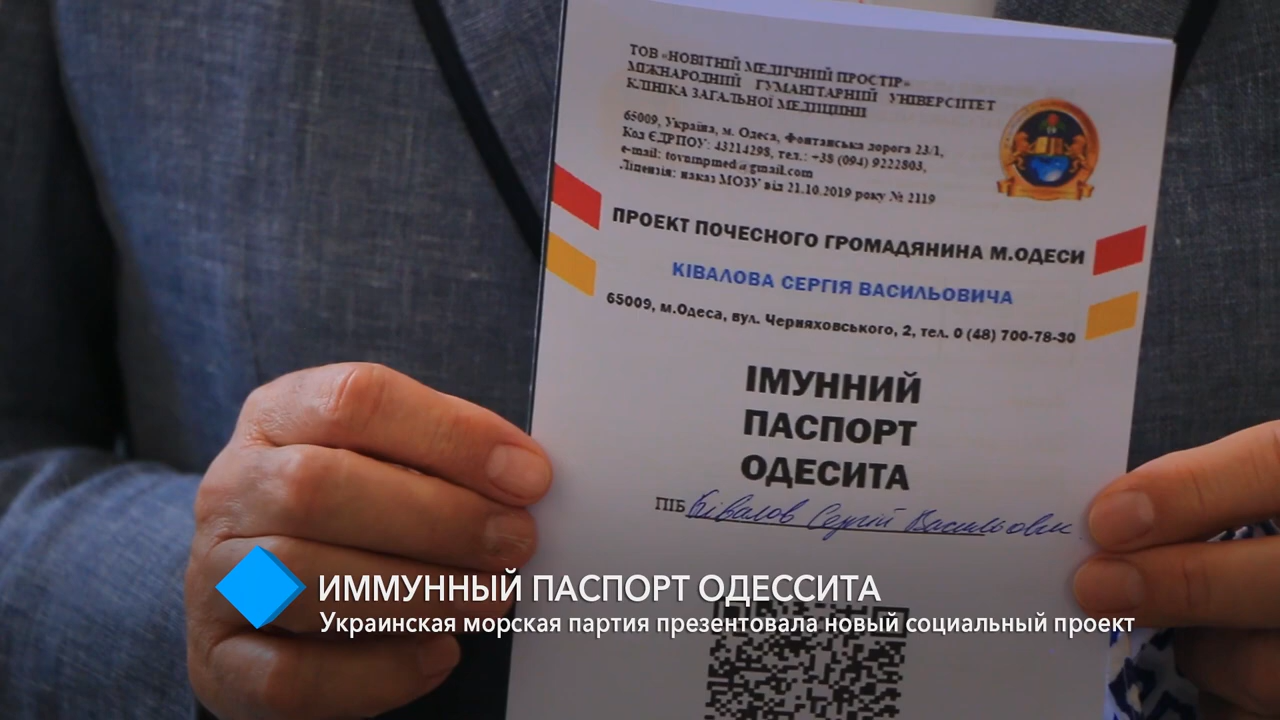 ТОВ «НОВІТНІЙ МЕДИЧНИЙ ПРОСТІР»
МІЖНАРОДНИЙ ГУМАНІТАРНИЙ УНІВЕРСИТЕТ
КЛІНІКА ЗАГАЛЬНОЇ МЕДИЦИНИ
65009, Україна, м. Одеса, Фонтанська дорога 23/1,
Код ЄДРПОУ: 43214298, тел.: +38 (094) 9222803,
e-mail: tovnmpmed@gmail.com
Ліцензія: наказ МОЗУ від 21.10.2019 року № 2119
ПРОЕКТ ПОЧЕСНОГО ГРОМАДЯНИНА М.ОДЕСИ
КІВАЛОВА СЕРГІЯ ВАСИЛЬОВИЧА
65009, м.Одеса, вул. Черняховського, 2, тел. 0 (48) 700-78-30
ІМУННИЙ
ПАСПОРТ
ОДЕСИТА
ПІБ Ківалов Сергій Васильович
ИММУННЫЙ ПАСПОРТ ОДЕССИТА
Украинская морская партия презентовала новый социальный проект